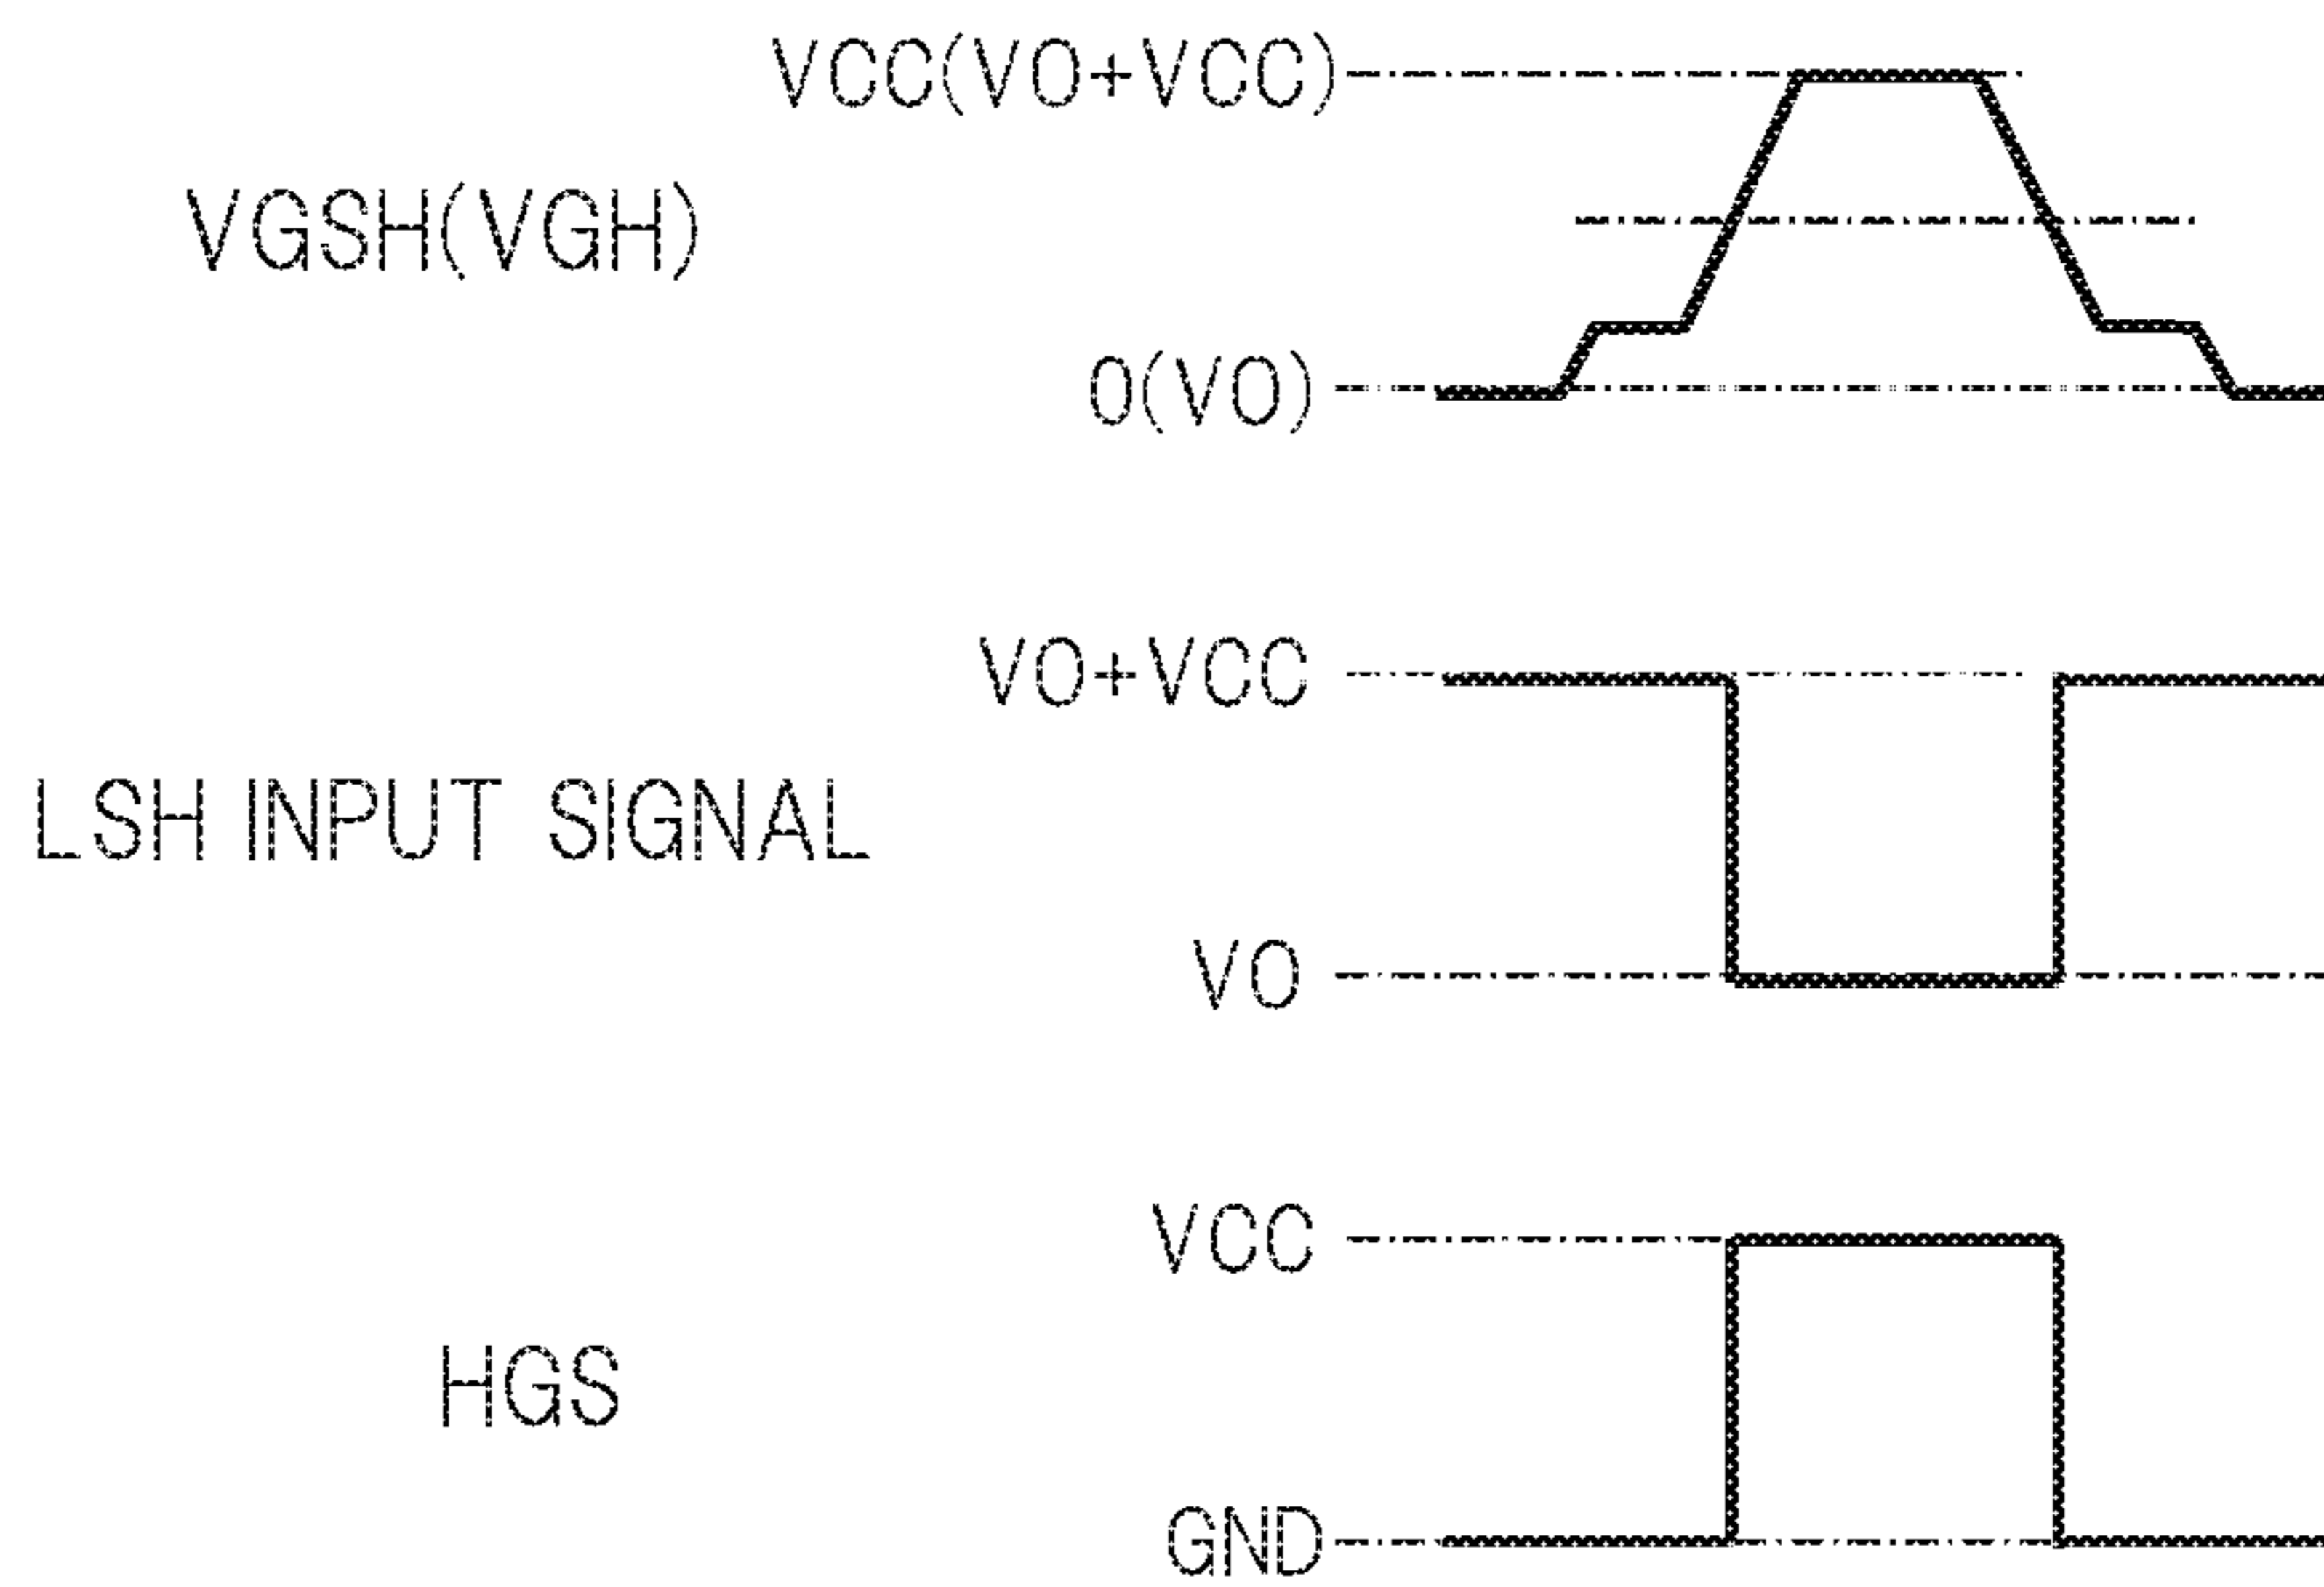 VCC(VO+VCC)
VGSH(VGH)
0(VO)
VO+VCC
LSH INPUT SIGNAL
VO
VCC
HGS
GND